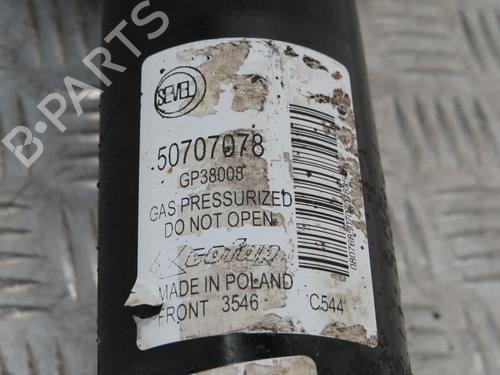 B-PARTS
SEVEL
50707078
GP38008
GAS PRESSURIZED
DO NOT OPEN
MADE IN POLAND
FRONT 3546 C544